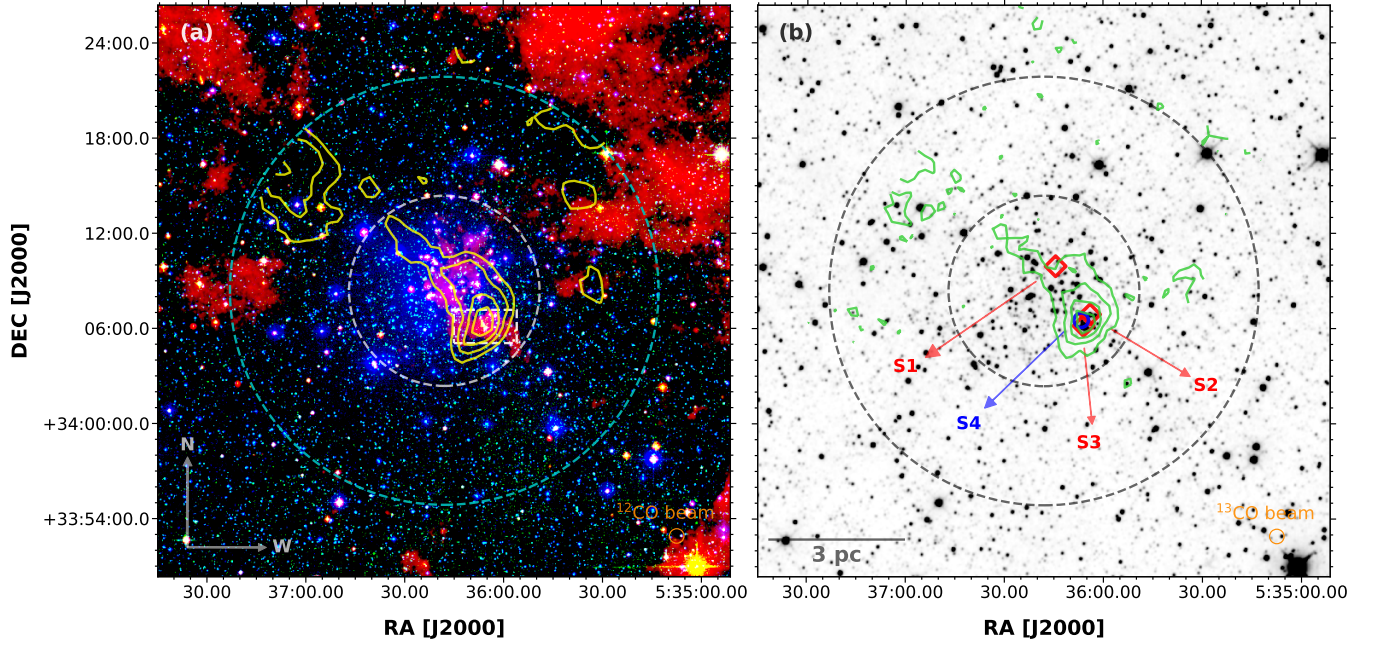 (a)
(b)
24:00.0
18:00.0
12:00.0
06:00.0
+34:00:00.0
+33:54:00.0
DEC [J2000]
N
W
¹²CO beam
30.00
37:00.00
30.00
36:00.00
30.00
5:35:00.00
RA [J2000]
S1
S2
S4
S3
¹³CO beam
3 pc
30.00
37:00.00
30.00
36:00.00
30.00
5:35:00.00
RA [J2000]